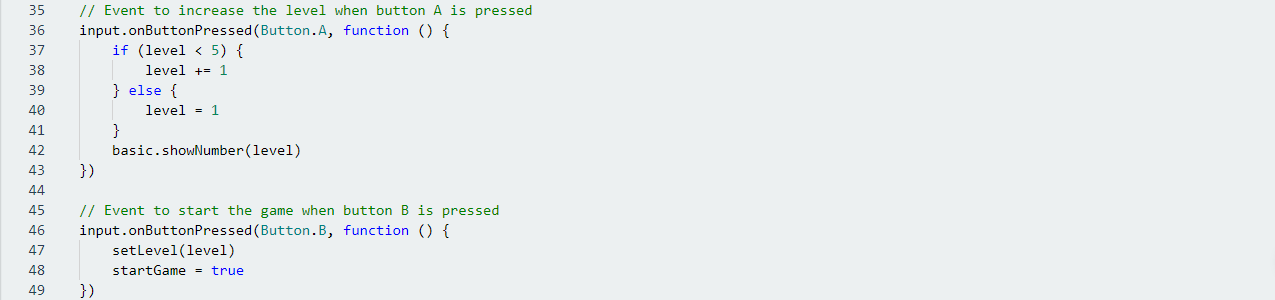 35 // Event to increase the level when button A is pressed
36 input.onButtonPressed(Button.A, function () {
37     if (level < 5) {
38         level += 1
39     } else {
40         level = 1
41     }
42     basic.showNumber(level)
43 })
44
45 // Event to start the game when button B is pressed
46 input.onButtonPressed(Button.B, function () {
47     setLevel(level)
48     startGame = true
49 })